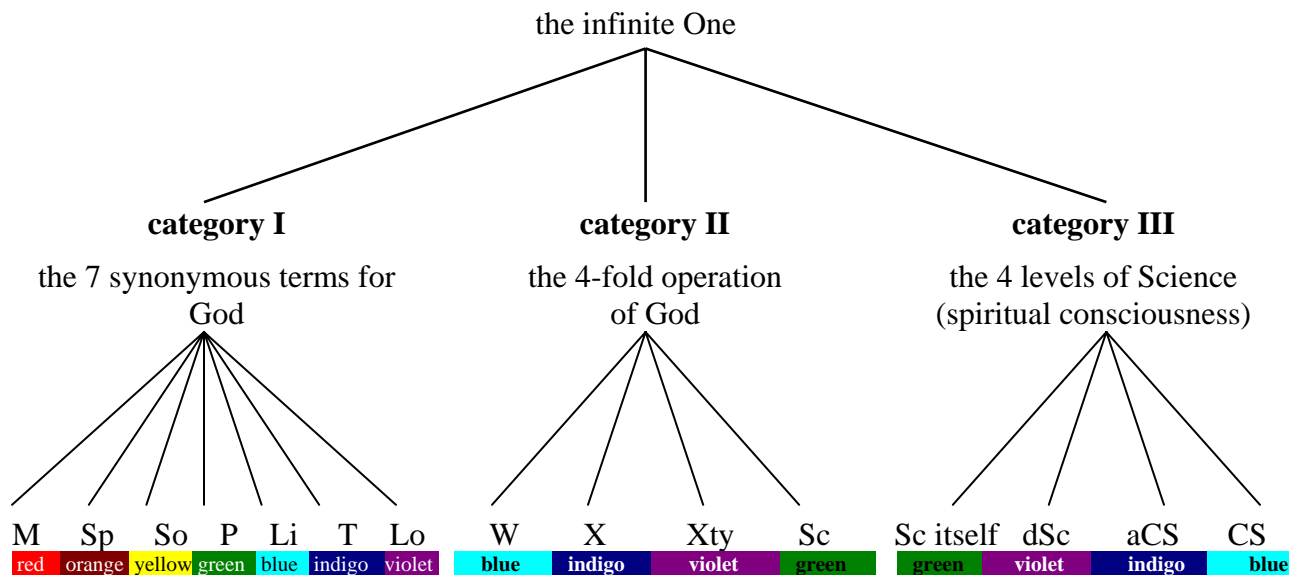 the infinite One
category I
category II
category III
the 7 synonymous terms for
God
the 4-fold operation
of God
the 4 levels of Science
(spiritual consciousness)
M Sp So P Li T Lo
W X Xty Sc
Sc itself dSc aCS CS
red orange yellow green blue indigo violet
blue indigo violet green
green violet indigo blue